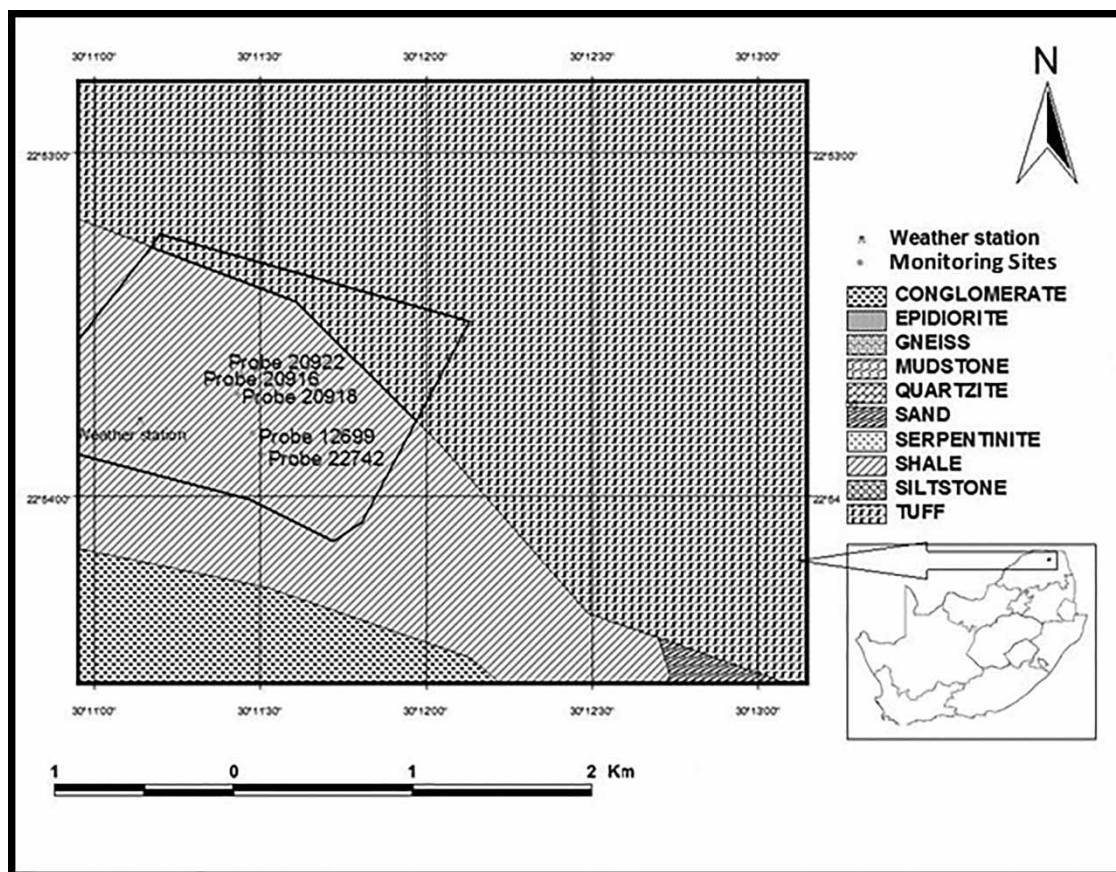 30°11'00" 30°11'30" 30°12'00" 30°12'30" 30°13'00"
N
22°53'00" 22°53'00"
Weather station
Monitoring Sites
CONGLOMERATE
EPIDIORITE
GNEISS
MUDSTONE
QUARTZITE
SAND
SERPENTINITE
SHALE
SILTSTONE
TUFF
Probe 20922
Probe 20916
Probe 20918
Weather station
Probe 12699
Probe 22742
22°54'00" 22°54
30°11'00" 30°11'30" 30°12'00" 30°12'30" 30°13'00"
1 0 1 2 Km